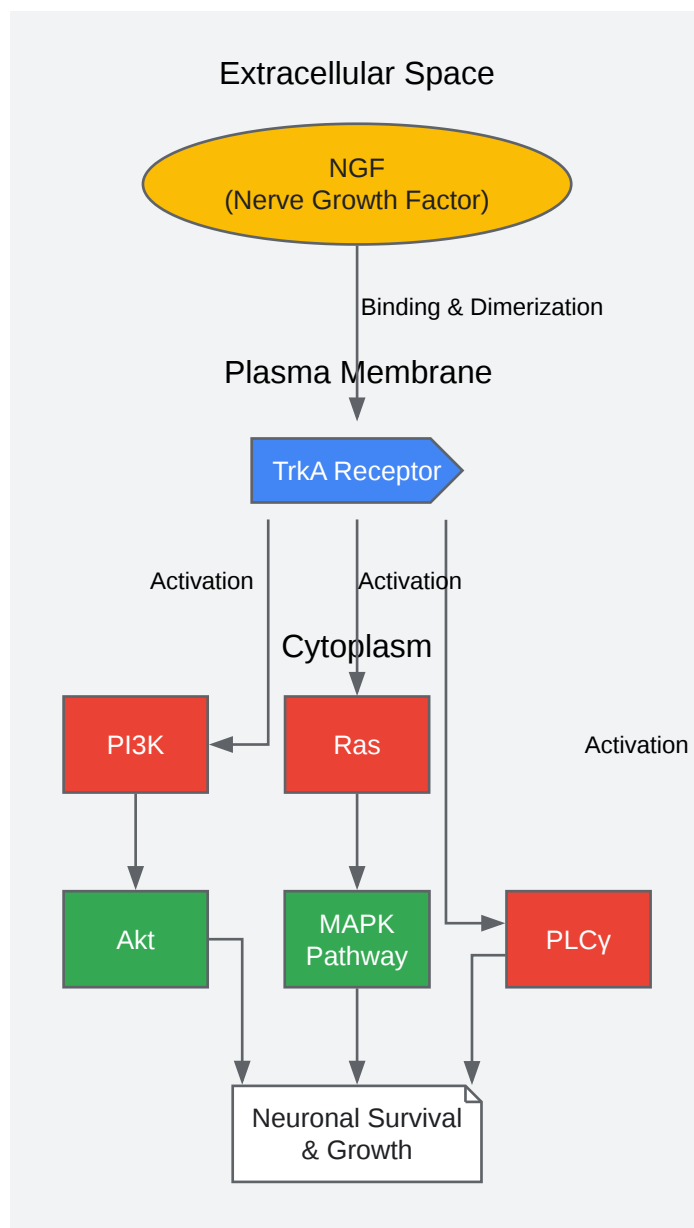 Extracellular Space
NGF
(Nerve Growth Factor)
Binding & Dimerization
Plasma Membrane
TrkA Receptor
Activation
Activation
Cytoplasm
PI3K
Ras
Activation
Akt
MAPK
Pathway
PLCγ
Neuronal Survival
& Growth